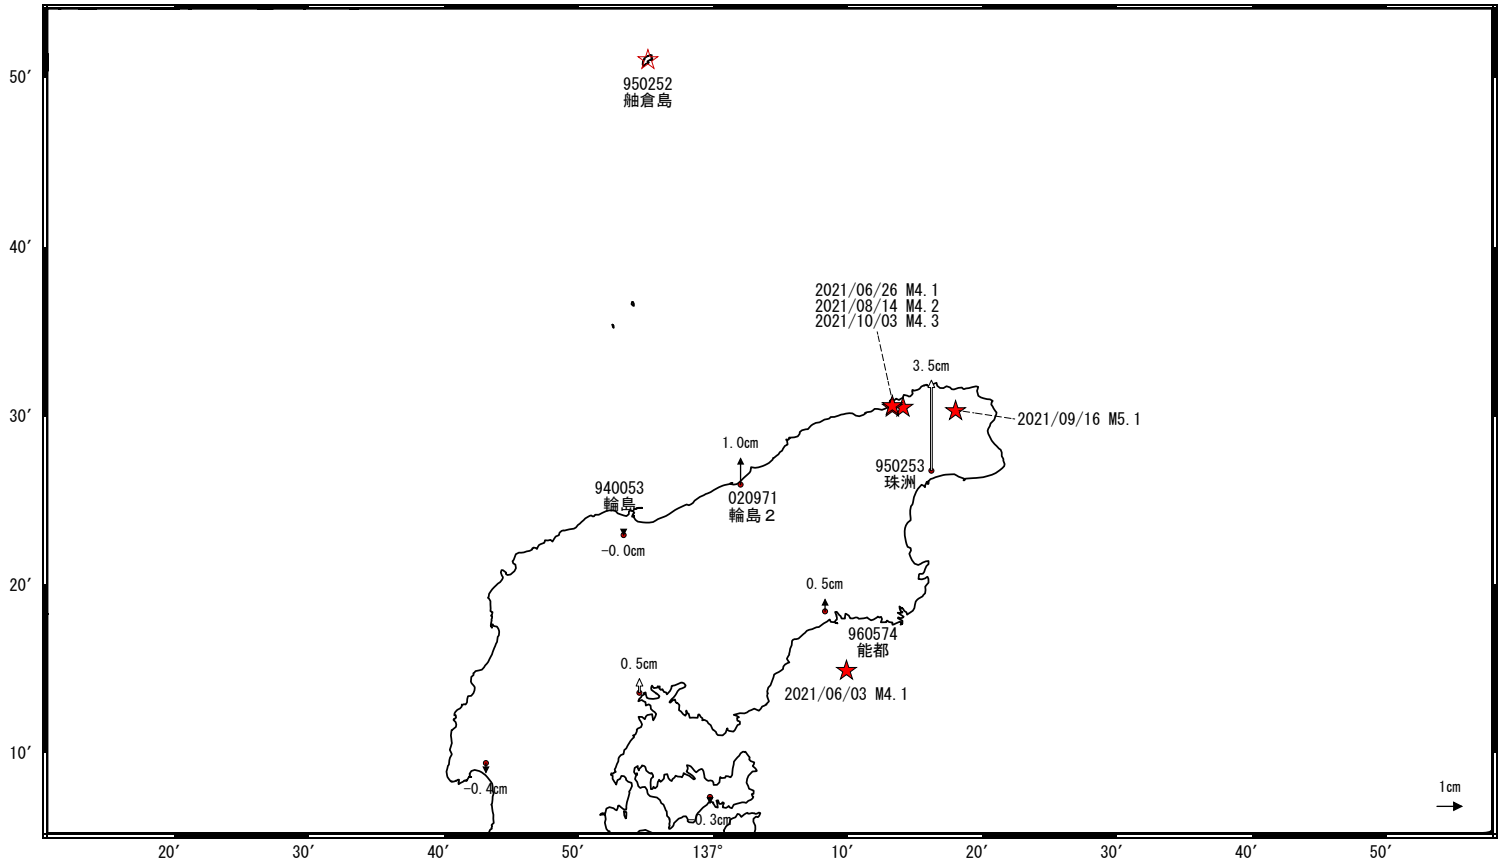 50′
950252
舳倉島
40′
2021/06/26 M4.1
2021/08/14 M4.2
2021/10/03 M4.3
3.5cm
30′
2021/09/16 M5.1
1.0cm
950253
珠洲
940053
輪島
020971
輪島２
-0.0cm
20′
0.5cm
960574
能都
0.5cm
2021/06/03 M4.1
10′
-0.4cm
1cm
-0.3cm
20′ 30′ 40′ 50′ 137° 10′ 20′ 30′ 40′ 50′